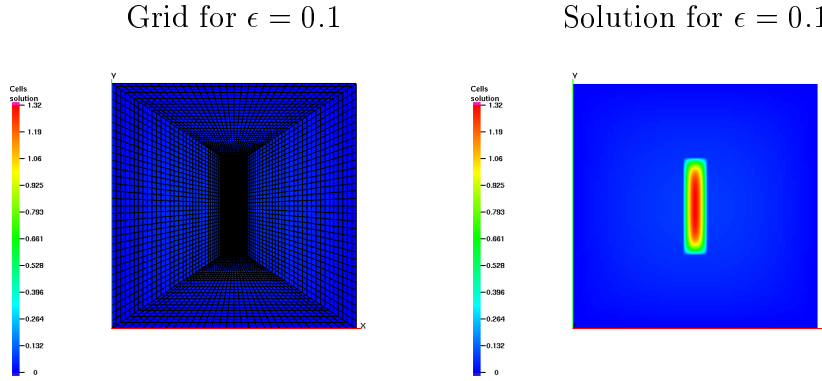 Grid for ϵ = 0.1
Solution for ϵ = 0.1
Y
Cells
solution
1.32
1.19
1.06
0.925
0.793
0.661
0.528
0.396
0.264
0.132
0
X
Y
Cells
solution
1.32
1.19
1.06
0.925
0.793
0.661
0.528
0.396
0.264
0.132
0